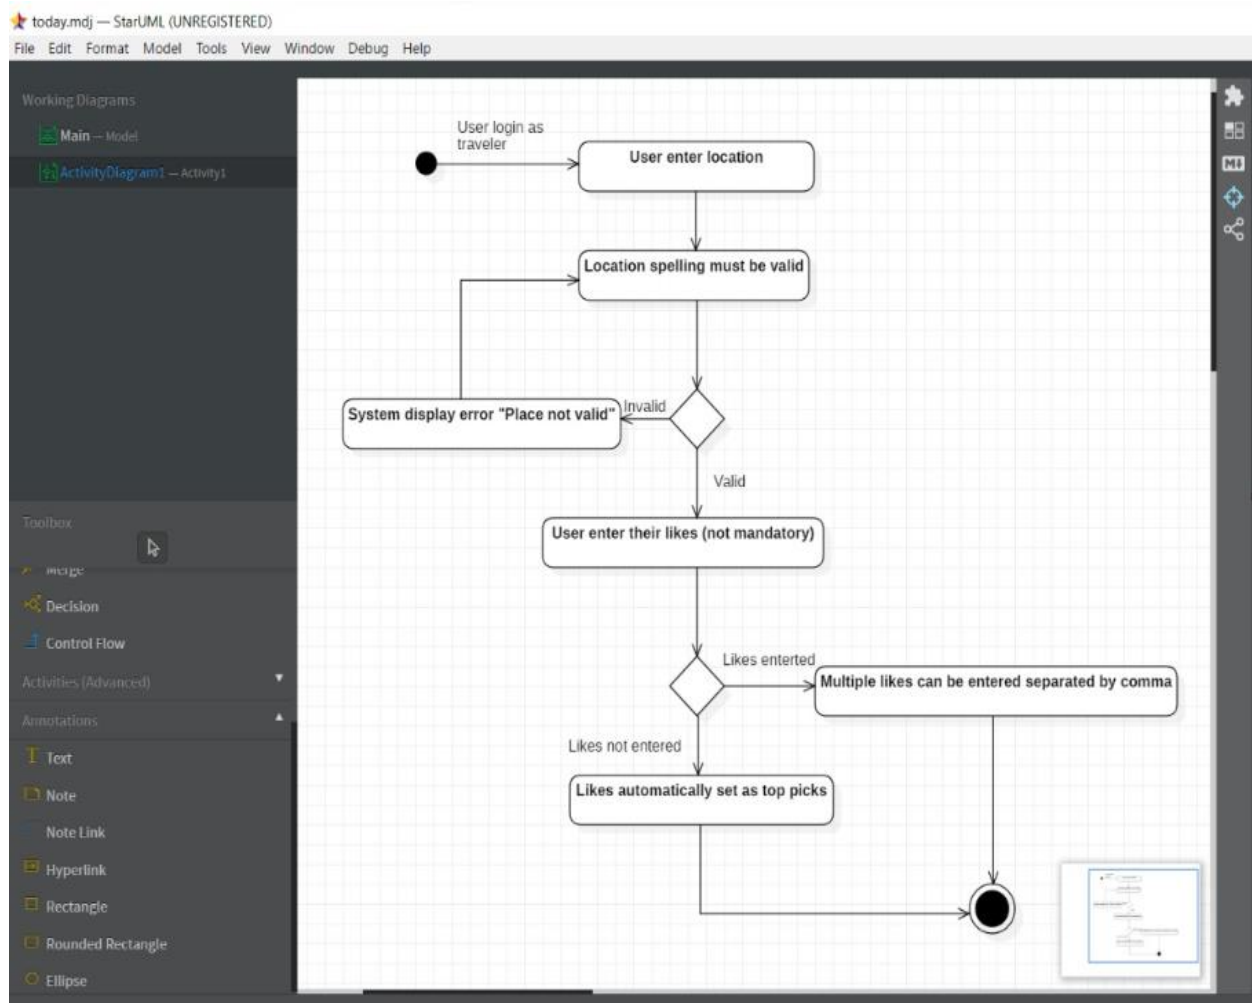 today.mdj — StarUML (UNREGISTERED)
File Edit Format Model Tools View Window Debug Help
Working Diagrams
Main — Model
ActivityDiagram1 — Activity1
Toolbox
Merge
Decision
Control Flow
Activities (Advanced)
Annotations
Text
Note
Note Link
Hyperlink
Rectangle
Rounded Rectangle
Ellipse
User login as
traveler
User enter location
Location spelling must be valid
System display error "Place not valid"
Invalid
Valid
User enter their likes (not mandatory)
Likes enterted
Multiple likes can be entered separated by comma
Likes not entered
Likes automatically set as top picks